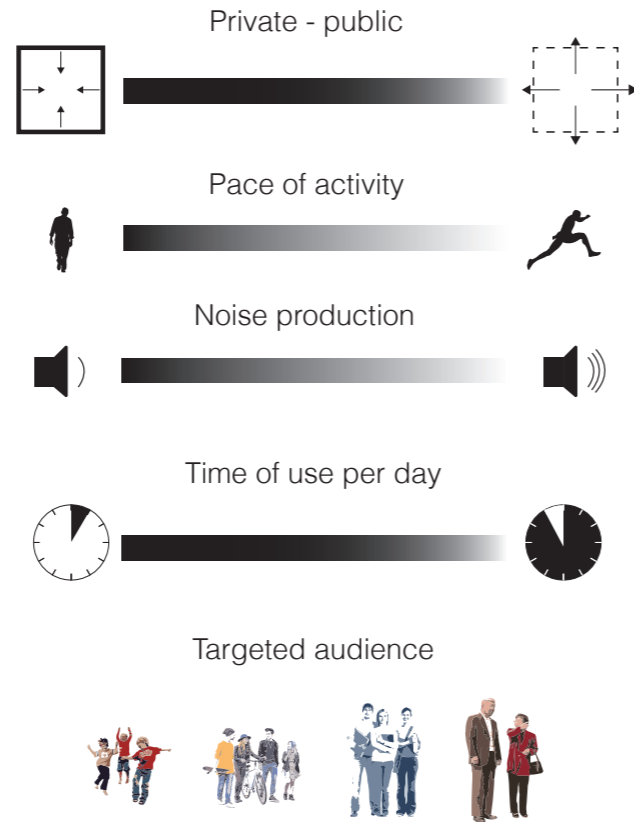 Private - public
Pace of activity
Noise production
Time of use per day
Targeted audience